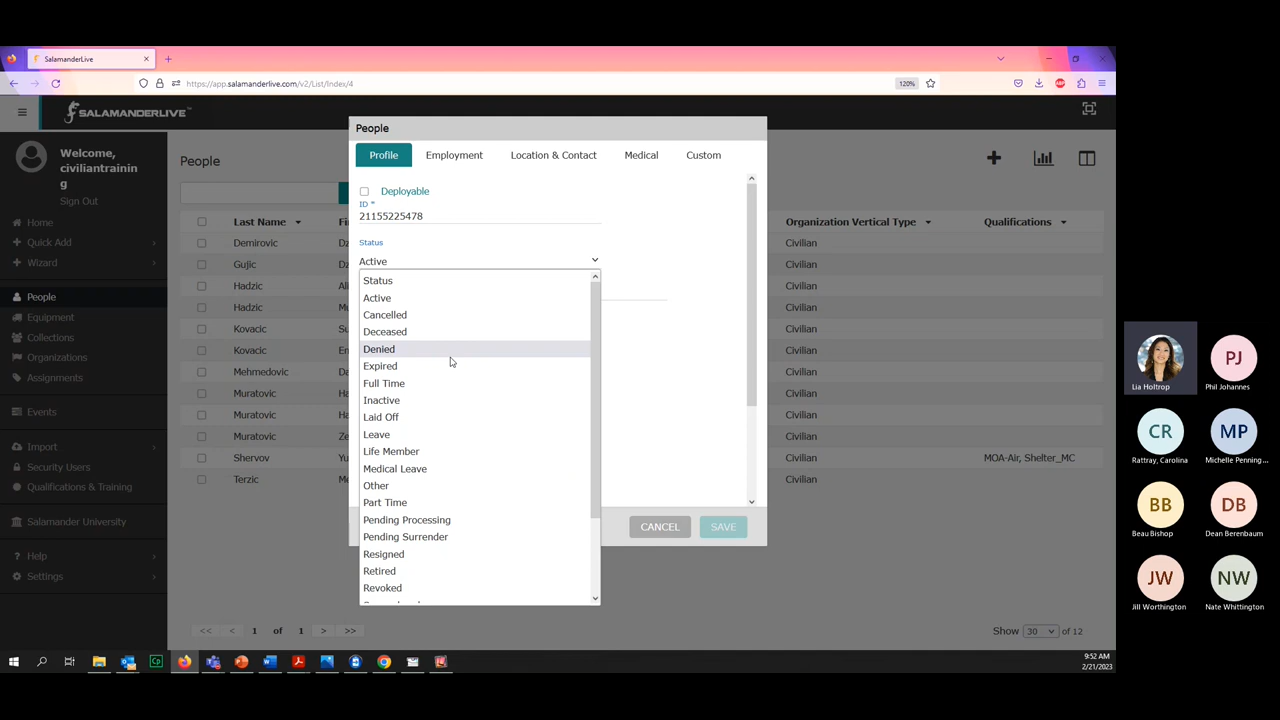 SalamanderLive
https://app.salamanderlive.com/v2/List/Index/4
120%
SALAMANDERLIVE™
Welcome,
civiliantrainin
g
Sign Out
Home
Quick Add
Wizard
People
Equipment
Collections
Organizations
Assignments
Events
Import
Security Users
Qualifications & Training
Salamander University
Help
Settings
People
Last Name
Organization Vertical Type
Qualifications
Demirovic Civilian
Gujic Civilian
Hadzic Civilian
Hadzic Civilian
Kovacic Civilian
Kovacic Civilian
Mehmedovic Civilian
Muratovic Civilian
Muratovic Civilian
Muratovic Civilian
Shervov Civilian MOA-Air, Shelter_MC
Terzic Civilian
<< < 1 of 1 > >>
Show 30 of 12
People
Profile Employment Location & Contact Medical Custom
Deployable
ID *
21155225478
Status
Active
Status
Active
Cancelled
Deceased
Denied
Expired
Full Time
Inactive
Laid Off
Leave
Life Member
Medical Leave
Other
Part Time
Pending Processing
Pending Surrender
Resigned
Retired
Revoked
CANCEL SAVE
Lia Holtrop
PJ
Phil Johannes
CR
Rattray, Carolina
MP
Michelle Penning...
BB
Beau Bishop
DB
Dean Berenbaum
JW
Jill Worthington
NW
Nate Whittington
9:52 AM
2/21/2023